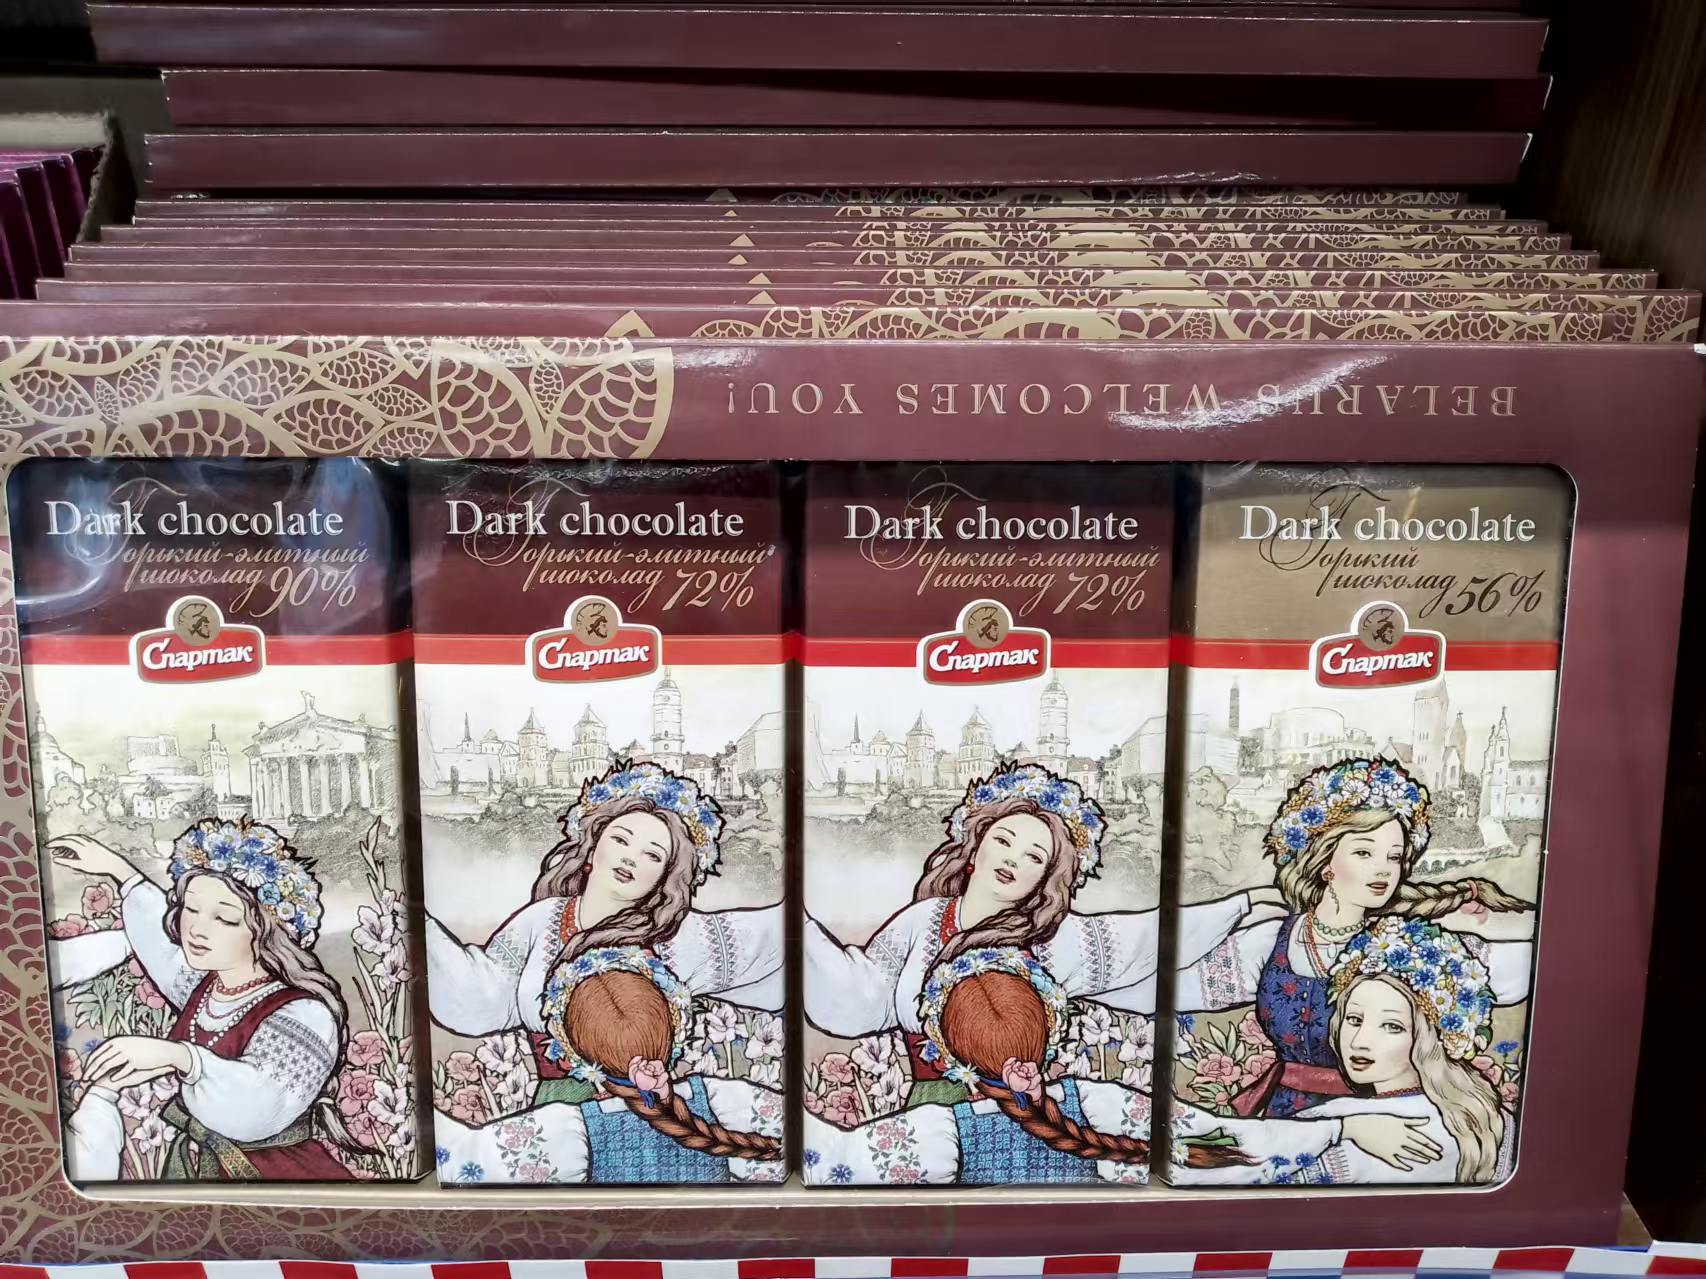 BELARUS WELCOMES YOU!
Dark chocolate
Горький-элитный
шоколад 90%
Спартак
Dark chocolate
Горький-элитный
шоколад 72%
Спартак
Dark chocolate
Горький-элитный
шоколад 72%
Спартак
Dark chocolate
Горький
шоколад 56%
Спартак